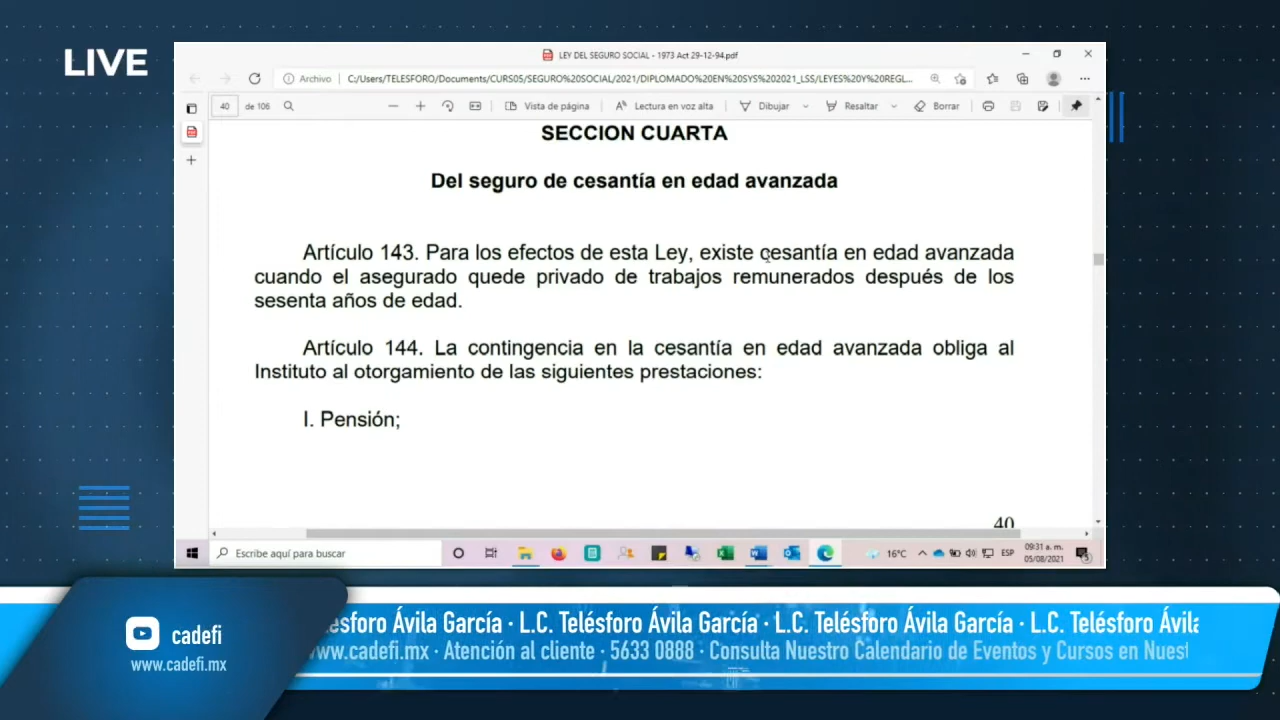 LIVE
LEY DEL SEGURO SOCIAL - 1973 Act 29-12-94.pdf
Archivo
C:/Users/TELESFORO/Documents/CURSO5/SEGURO%20SOCIAL/2021/DIPLOMADO%20EN%20SYS%202021_LSS/LEYES%20Y%20REGL...
40 de 106
Vista de página
Lectura en voz alta
Dibujar
Resaltar
Borrar
SECCION CUARTA
Del seguro de cesantía en edad avanzada
Artículo 143. Para los efectos de esta Ley, existe cesantía en edad avanzada
cuando el asegurado quede privado de trabajos remunerados después de los
sesenta años de edad.
Artículo 144. La contingencia en la cesantía en edad avanzada obliga al
Instituto al otorgamiento de las siguientes prestaciones:
I. Pensión;
40
Escribe aquí para buscar
16°C
ESP
09:31 a. m.
05/08/2021
5
cadefi
www.cadefi.mx
lésforo Ávila García · L.C. Telésforo Ávila García · L.C. Telésforo Ávila García · L.C. Telésforo Ávila
www.cadefi.mx · Atención al cliente · 5633 0888 · Consulta Nuestro Calendario de Eventos y Cursos en Nuest